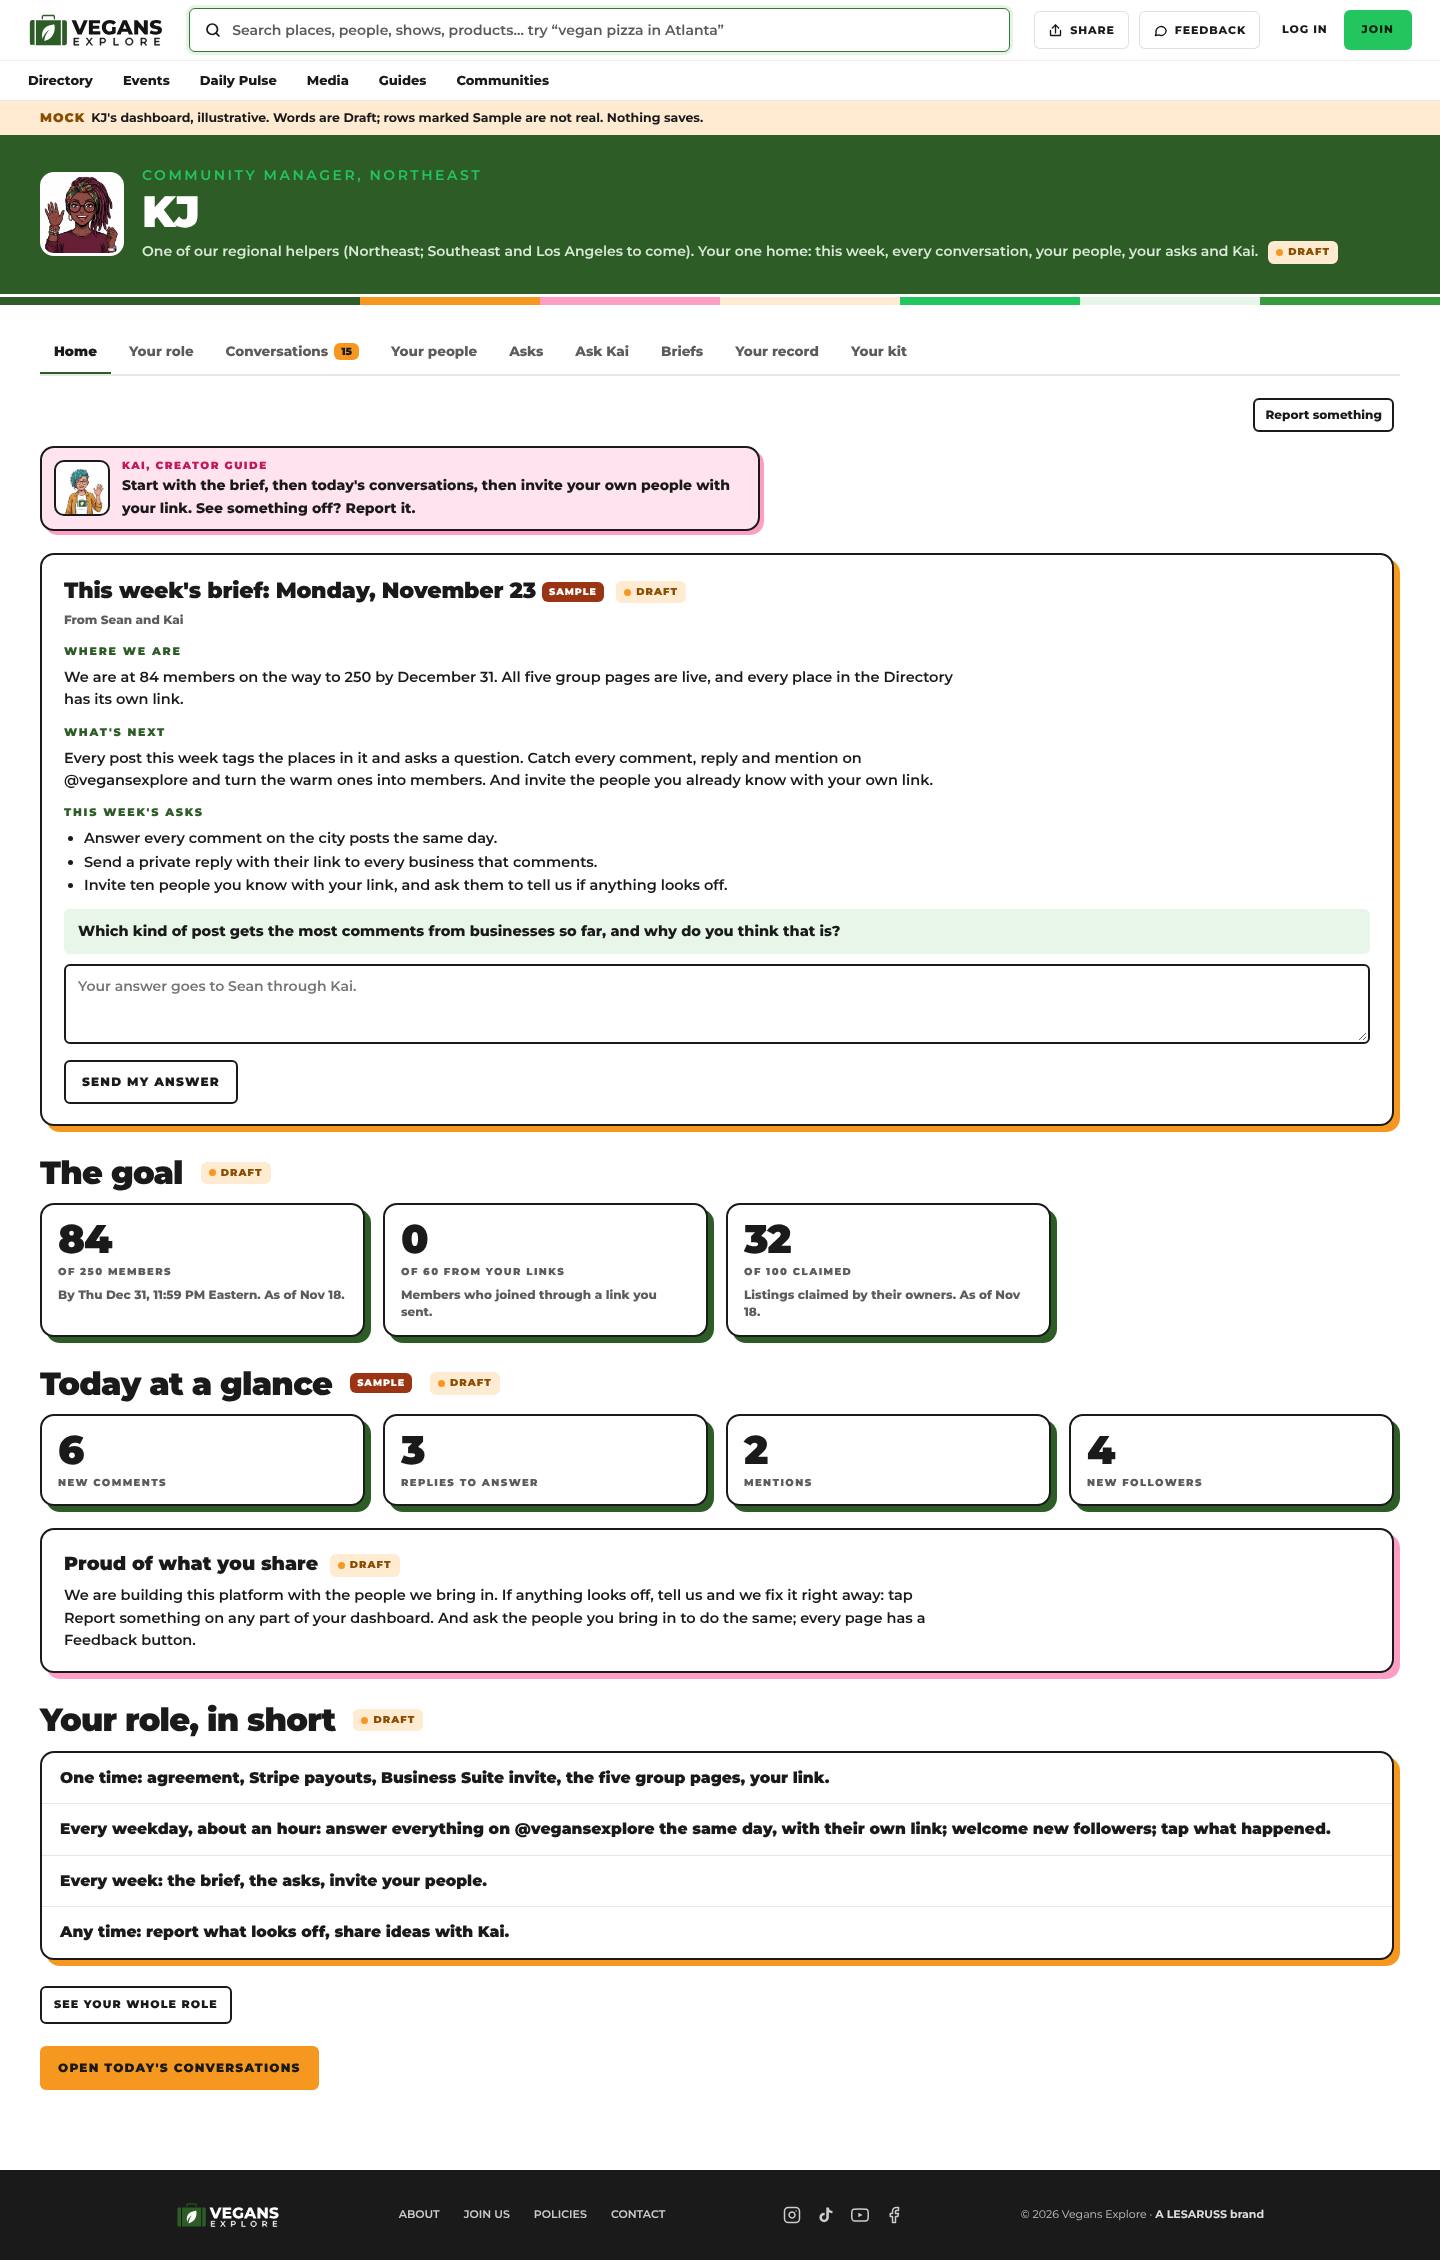 VEGANS
EXPLORE
Search places, people, shows, products… try “vegan pizza in Atlanta”
SHARE
FEEDBACK
LOG IN
JOIN
Directory
Events
Daily Pulse
Media
Guides
Communities
MOCK KJ's dashboard, illustrative. Words are Draft; rows marked Sample are not real. Nothing saves.
COMMUNITY MANAGER, NORTHEAST
KJ
One of our regional helpers (Northeast; Southeast and Los Angeles to come). Your one home: this week, every conversation, your people, your asks and Kai. DRAFT
Home
Your role
Conversations 15
Your people
Asks
Ask Kai
Briefs
Your record
Your kit
Report something
KAI, CREATOR GUIDE
Start with the brief, then today's conversations, then invite your own people with
your link. See something off? Report it.
This week's brief: Monday, November 23 SAMPLE DRAFT
From Sean and Kai
WHERE WE ARE
We are at 84 members on the way to 250 by December 31. All five group pages are live, and every place in the Directory
has its own link.
WHAT'S NEXT
Every post this week tags the places in it and asks a question. Catch every comment, reply and mention on
@vegansexplore and turn the warm ones into members. And invite the people you already know with your own link.
THIS WEEK'S ASKS
• Answer every comment on the city posts the same day.
• Send a private reply with their link to every business that comments.
• Invite ten people you know with your link, and ask them to tell us if anything looks off.
Which kind of post gets the most comments from businesses so far, and why do you think that is?
Your answer goes to Sean through Kai.
SEND MY ANSWER
The goal DRAFT
84
OF 250 MEMBERS
By Thu Dec 31, 11:59 PM Eastern. As of Nov 18.
0
OF 60 FROM YOUR LINKS
Members who joined through a link you
sent.
32
OF 100 CLAIMED
Listings claimed by their owners. As of Nov
18.
Today at a glance SAMPLE DRAFT
6
NEW COMMENTS
3
REPLIES TO ANSWER
2
MENTIONS
4
NEW FOLLOWERS
Proud of what you share DRAFT
We are building this platform with the people we bring in. If anything looks off, tell us and we fix it right away: tap
Report something on any part of your dashboard. And ask the people you bring in to do the same; every page has a
Feedback button.
Your role, in short DRAFT
One time: agreement, Stripe payouts, Business Suite invite, the five group pages, your link.
Every weekday, about an hour: answer everything on @vegansexplore the same day, with their own link; welcome new followers; tap what happened.
Every week: the brief, the asks, invite your people.
Any time: report what looks off, share ideas with Kai.
SEE YOUR WHOLE ROLE
OPEN TODAY'S CONVERSATIONS
VEGANS
EXPLORE
ABOUT
JOIN US
POLICIES
CONTACT
© 2026 Vegans Explore · A LESARUSS brand